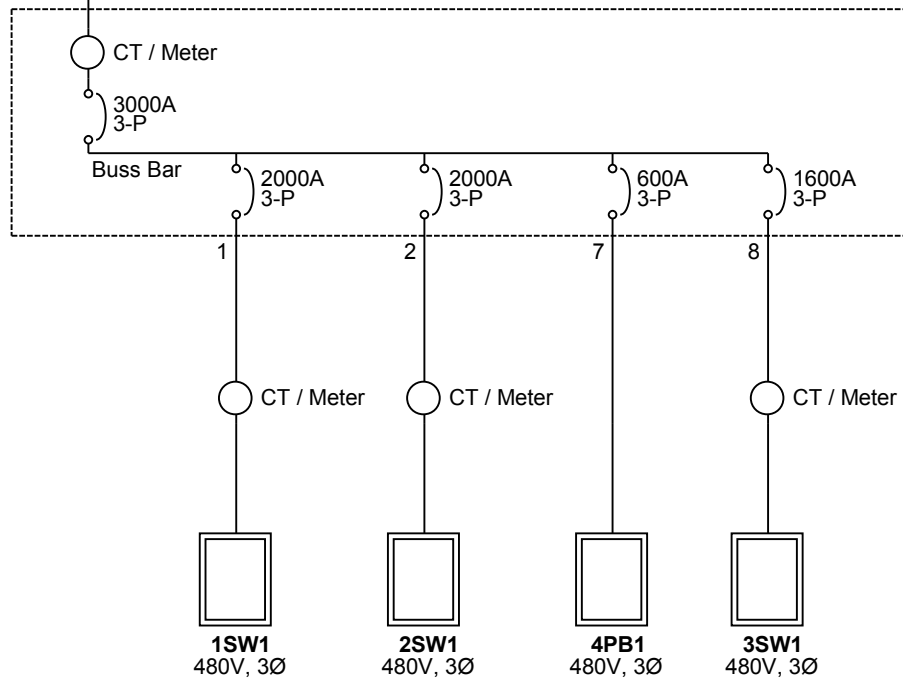 CT / Meter
3000A
3-P
Buss Bar
2000A
3-P
2000A
3-P
600A
3-P
1600A
3-P
1
2
7
8
CT / Meter
CT / Meter
CT / Meter
1SW1
480V, 3Ø
2SW1
480V, 3Ø
4PB1
480V, 3Ø
3SW1
480V, 3Ø